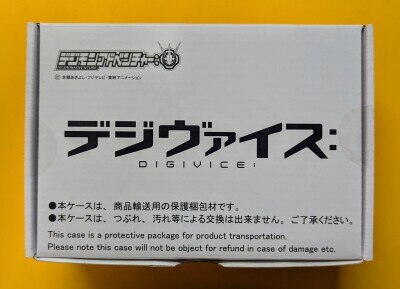 デジモンアドベンチャー:
© 本郷あきよし・フジテレビ・東映アニメーション
デジヴァイス:
DIGIVICE:
●本ケースは、商品輸送用の保護梱包材です。
●本ケースは、つぶれ、汚れ等による交換は出来ません。ご了承ください。
This case is a protective package for product transportation.
Please note this case will not be object for refund in case of damage etc.